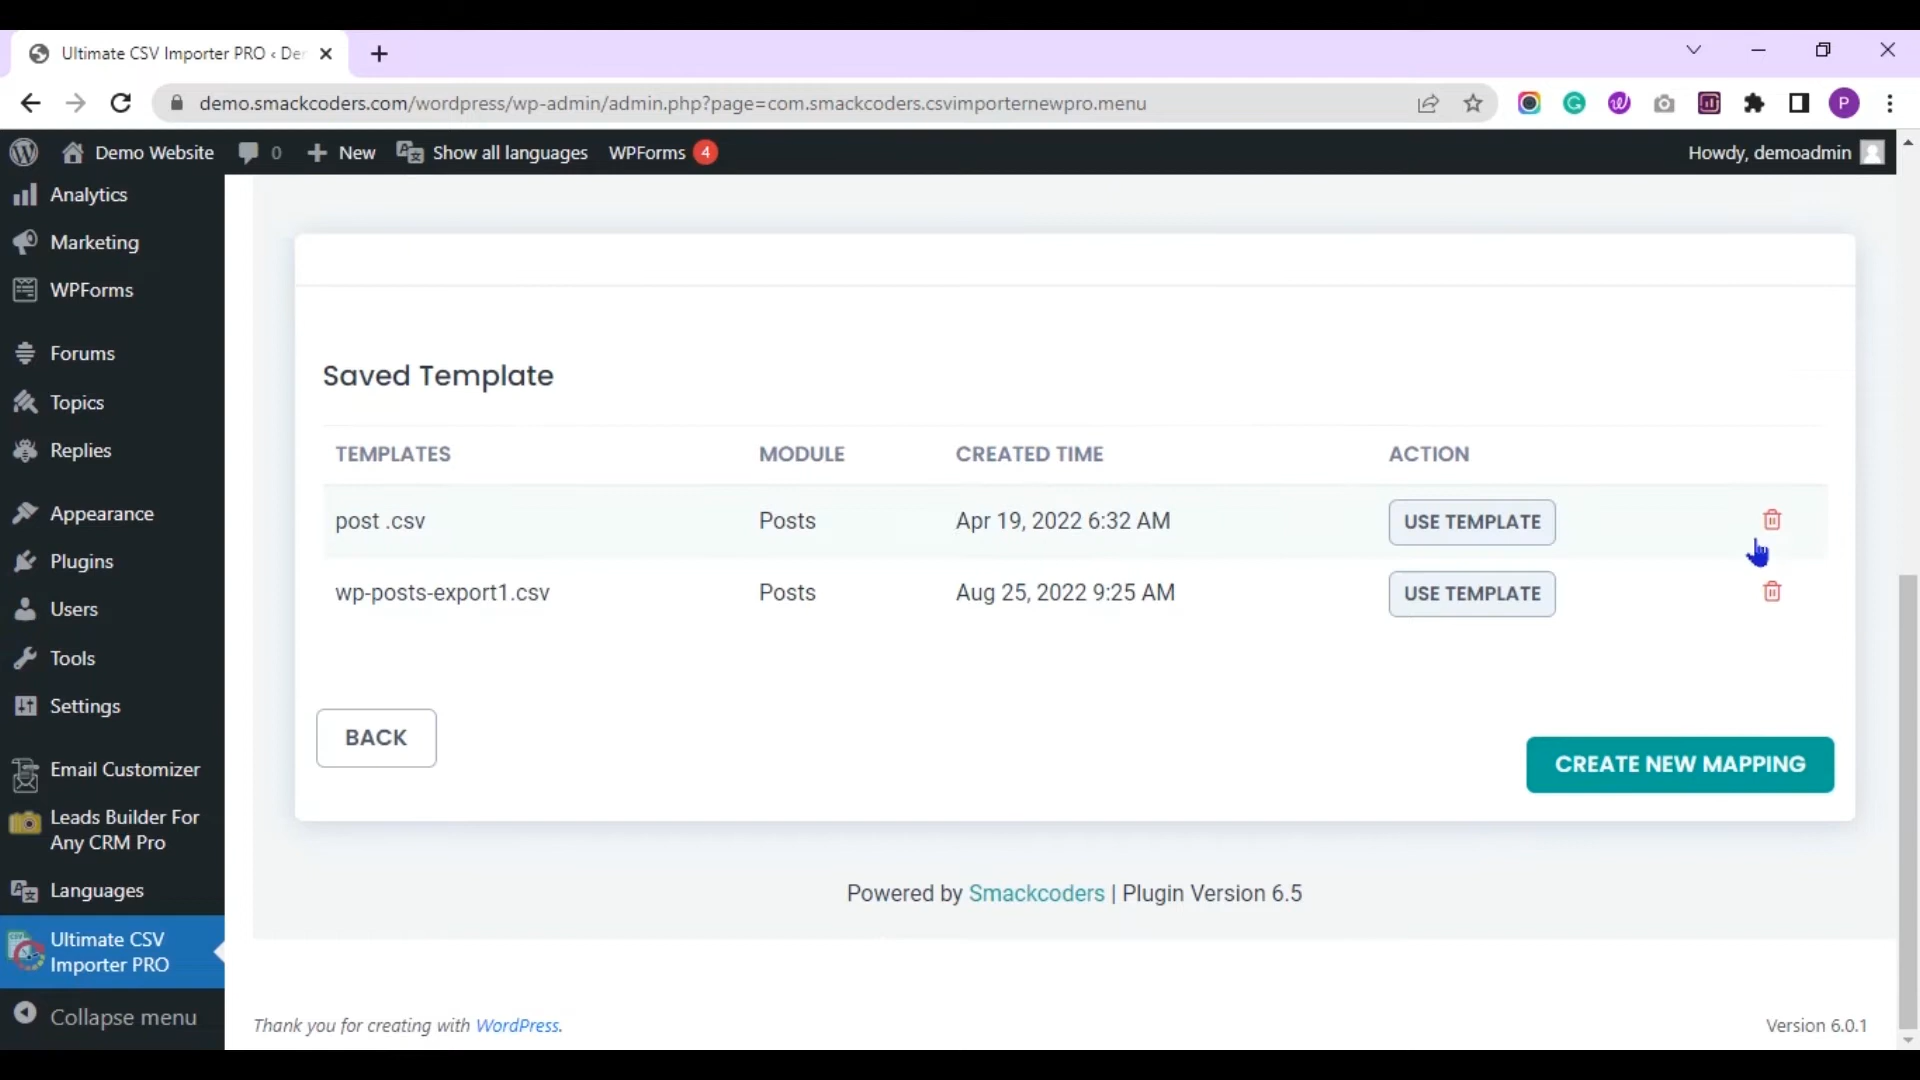 Ultimate CSV Importer PRO ‹ De
demo.smackcoders.com/wordpress/wp-admin/admin.php?page=com.smackcoders.csvimporternewpro.menu
P
Demo Website
0
New
Show all languages
WPForms 4
Howdy, demoadmin
Analytics
Marketing
WPForms
Forums
Topics
Replies
Appearance
Plugins
Users
Tools
Settings
Email Customizer
Leads Builder For
Any CRM Pro
Languages
Ultimate CSV
Importer PRO
Collapse menu
Saved Template
TEMPLATES MODULE CREATED TIME ACTION
post .csv Posts Apr 19, 2022 6:32 AM USE TEMPLATE
wp-posts-export1.csv Posts Aug 25, 2022 9:25 AM USE TEMPLATE
BACK
CREATE NEW MAPPING
Powered by Smackcoders | Plugin Version 6.5
Thank you for creating with WordPress.
Version 6.0.1